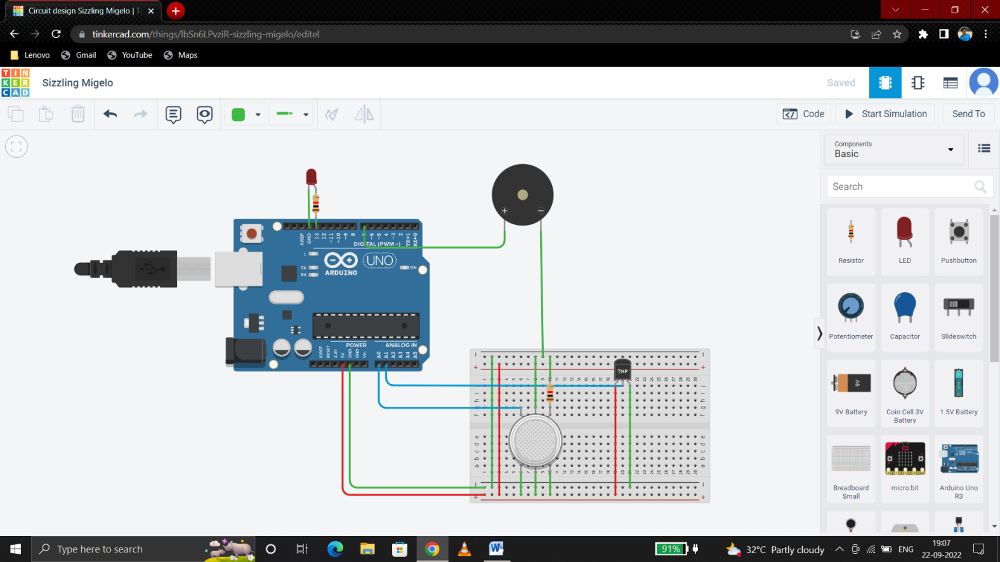 Circuit design Sizzling Migelo | T
tinkercad.com/things/lbSn6LPvziR-sizzling-migelo/editel
Lenovo
Gmail
YouTube
Maps
TIN
KER
CAD
Sizzling Migelo
Saved
Code
Start Simulation
Send To
Components
Basic
Search
Resistor
LED
Pushbutton
Potentiometer
Capacitor
Slideswitch
9V
9V Battery
Coin Cell 3V
Battery
1.5V Battery
Breadboard
Small
micro:bit
Arduino Uno
R3
AREF
GND
13
12
~11
~10
~9
8
~6
~5
4
~3
2
TX→1
RX←0
DIGITAL (PWM~)
L
TX
RX
ARDUINO
UNO
ON
IOREF
RESET
3.3V
5V
GND
GND
Vin
POWER
ANALOG IN
A0
A1
A2
A3
A4
A5
TMP
j
i
h
g
f
e
d
c
b
a
Type here to search
91%
32°C Partly cloudy
ENG
19:07
22-09-2022